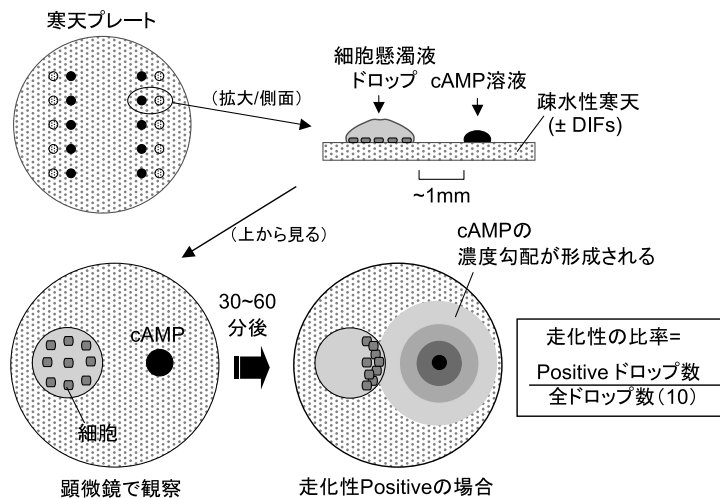 寒天プレート
(拡大/側面)
細胞懸濁液
ドロップ
cAMP溶液
疎水性寒天
(± DIFs)
~1mm
(上から見る)
cAMPの
濃度勾配が形成される
cAMP
細胞
30~60
分後
走化性の比率=
Positive ドロップ数
全ドロップ数(10)
顕微鏡で観察
走化性Positiveの場合